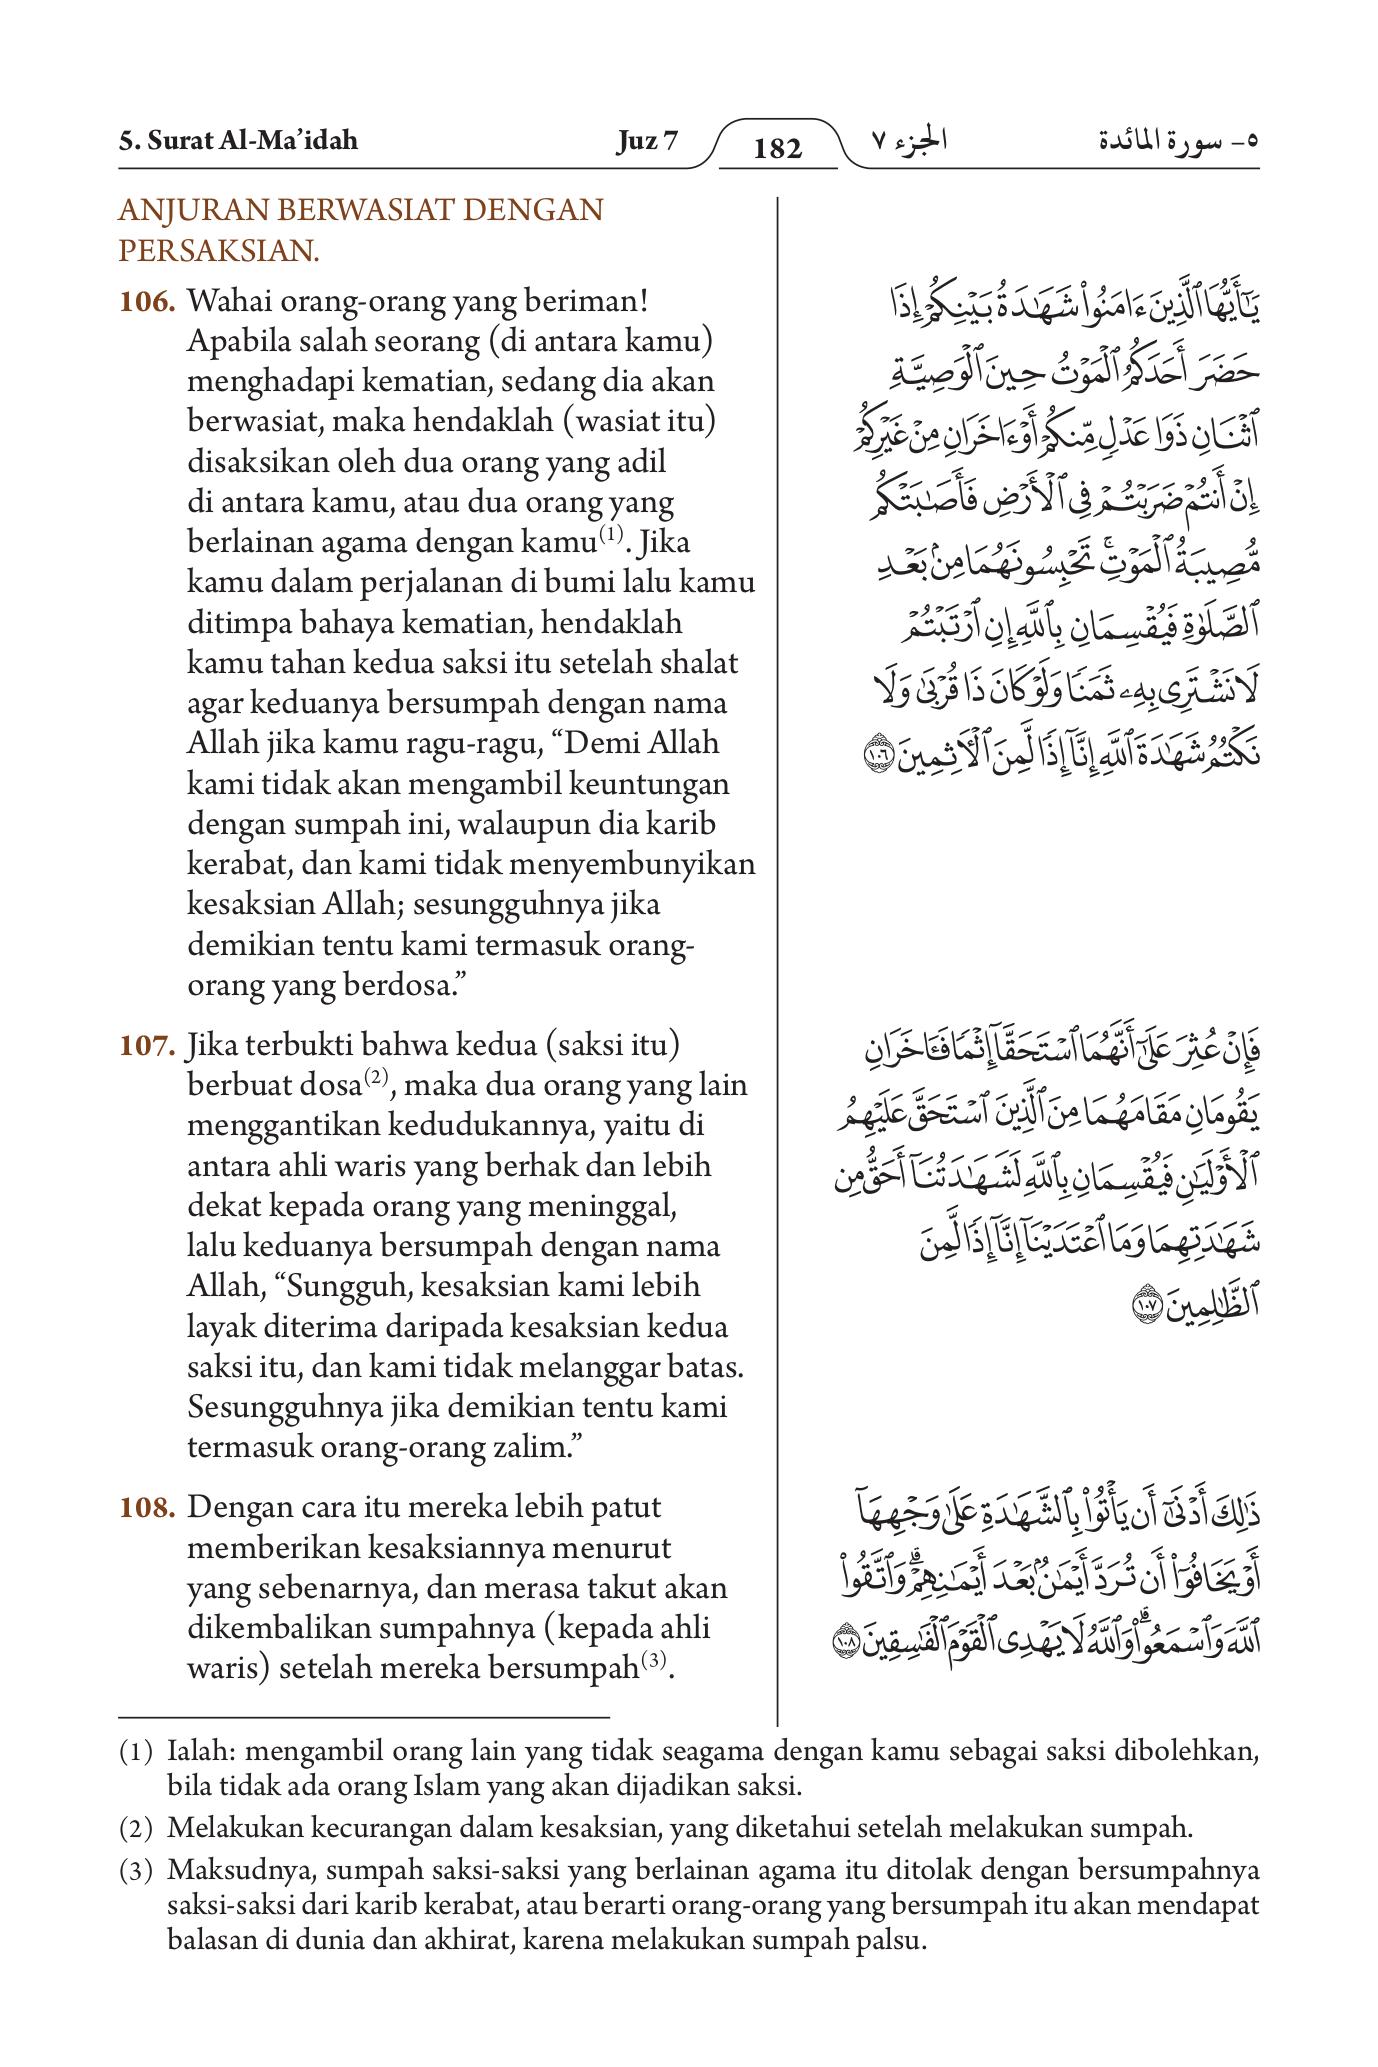 5. Surat Al-Ma’idah
Juz 7
182
الجزء ٧
٥- سورة المائدة
ANJURAN BERWASIAT DENGAN
PERSAKSIAN.
106. Wahai orang-orang yang beriman!
Apabila salah seorang (di antara kamu)
menghadapi kematian, sedang dia akan
berwasiat, maka hendaklah (wasiat itu)
disaksikan oleh dua orang yang adil
di antara kamu, atau dua orang yang
berlainan agama dengan kamu(1). Jika
kamu dalam perjalanan di bumi lalu kamu
ditimpa bahaya kematian, hendaklah
kamu tahan kedua saksi itu setelah shalat
agar keduanya bersumpah dengan nama
Allah jika kamu ragu-ragu, “Demi Allah
kami tidak akan mengambil keuntungan
dengan sumpah ini, walaupun dia karib
kerabat, dan kami tidak menyembunyikan
kesaksian Allah; sesungguhnya jika
demikian tentu kami termasuk orang-
orang yang berdosa.”
يَٰٓأَيُّهَا ٱلَّذِينَ ءَامَنُوا۟ شَهَٰدَةُ بَيْنِكُمْ إِذَا
حَضَرَ أَحَدَكُمُ ٱلْمَوْتُ حِينَ ٱلْوَصِيَّةِ
ٱثْنَانِ ذَوَا عَدْلٍ مِّنكُمْ أَوْ ءَاخَرَانِ مِنْ غَيْرِكُمْ
إِنْ أَنتُمْ ضَرَبْتُمْ فِى ٱلْأَرْضِ فَأَصَٰبَتْكُم
مُّصِيبَةُ ٱلْمَوْتِ ۚ تَحْبِسُونَهُمَا مِنۢ بَعْدِ
ٱلصَّلَوٰةِ فَيُقْسِمَانِ بِٱللَّهِ إِنِ ٱرْتَبْتُمْ
لَا نَشْتَرِى بِهِۦ ثَمَنًا وَلَوْ كَانَ ذَا قُرْبَىٰ وَلَا
نَكْتُمُ شَهَٰدَةَ ٱللَّهِ إِنَّآ إِذًا لَّمِنَ ٱلْءَاثِمِينَ ١٠٦
107. Jika terbukti bahwa kedua (saksi itu)
berbuat dosa(2), maka dua orang yang lain
menggantikan kedudukannya, yaitu di
antara ahli waris yang berhak dan lebih
dekat kepada orang yang meninggal,
lalu keduanya bersumpah dengan nama
Allah, “Sungguh, kesaksian kami lebih
layak diterima daripada kesaksian kedua
saksi itu, dan kami tidak melanggar batas.
Sesungguhnya jika demikian tentu kami
termasuk orang-orang zalim.”
فَإِنْ عُثِرَ عَلَىٰٓ أَنَّهُمَا ٱسْتَحَقَّآ إِثْمًا فَـَٔاخَرَانِ
يَقُومَانِ مَقَامَهُمَا مِنَ ٱلَّذِينَ ٱسْتَحَقَّ عَلَيْهِمُ
ٱلْأَوْلَيَٰنِ فَيُقْسِمَانِ بِٱللَّهِ لَشَهَٰدَتُنَآ أَحَقُّ مِن
شَهَٰدَتِهِمَا وَمَا ٱعْتَدَيْنَآ إِنَّآ إِذًا لَّمِنَ
ٱلظَّٰلِمِينَ ١٠٧
108. Dengan cara itu mereka lebih patut
memberikan kesaksiannya menurut
yang sebenarnya, dan merasa takut akan
dikembalikan sumpahnya (kepada ahli
waris) setelah mereka bersumpah(3).
ذَٰلِكَ أَدْنَىٰٓ أَن يَأْتُوا۟ بِٱلشَّهَٰدَةِ عَلَىٰ وَجْهِهَآ
أَوْ يَخَافُوٓا۟ أَن تُرَدَّ أَيْمَٰنٌۢ بَعْدَ أَيْمَٰنِهِمْ ۗ وَٱتَّقُوا۟
ٱللَّهَ وَٱسْمَعُوا۟ ۗ وَٱللَّهُ لَا يَهْدِى ٱلْقَوْمَ ٱلْفَٰسِقِينَ ١٠٨
(1) Ialah: mengambil orang lain yang tidak seagama dengan kamu sebagai saksi dibolehkan,
bila tidak ada orang Islam yang akan dijadikan saksi.
(2) Melakukan kecurangan dalam kesaksian, yang diketahui setelah melakukan sumpah.
(3) Maksudnya, sumpah saksi-saksi yang berlainan agama itu ditolak dengan bersumpahnya
saksi-saksi dari karib kerabat, atau berarti orang-orang yang bersumpah itu akan mendapat
balasan di dunia dan akhirat, karena melakukan sumpah palsu.